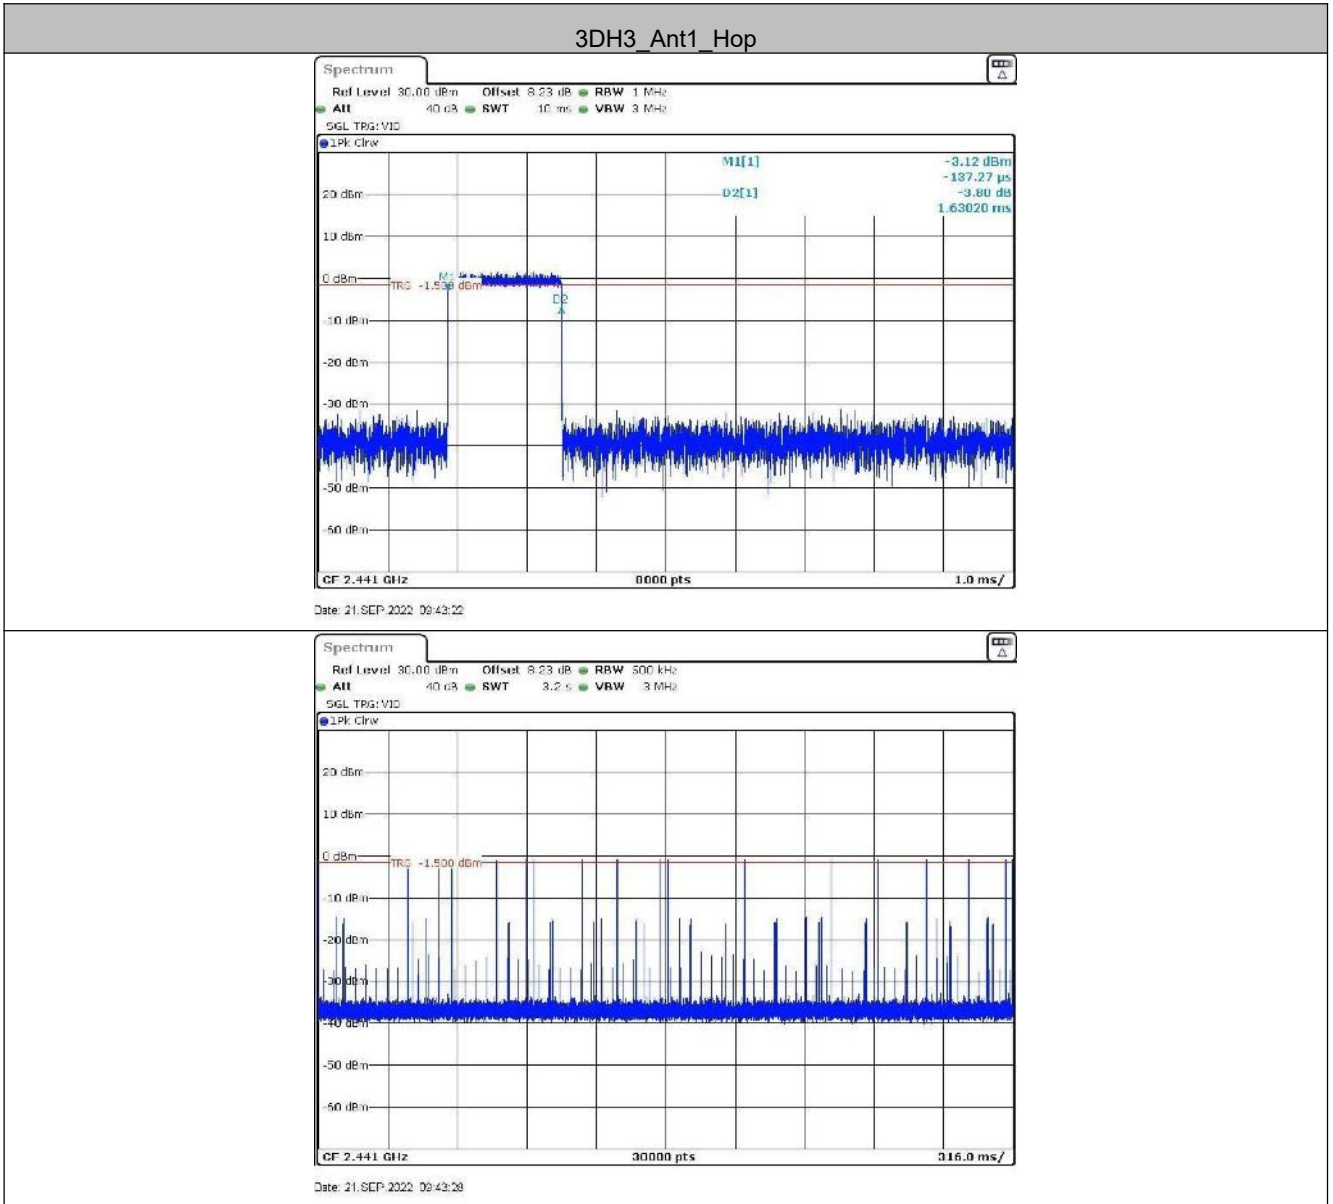 3DH3_Ant1_Hop
Spectrum
Ref Level 30.00 dBm Offset 8.23 dB RBW 1 MHz
Att 40 dB SWT 10 ms VBW 3 MHz
SGL TRG: VID
1Pk Clrw
M1[1] -3.12 dBm
-137.27 µs
D2[1] -3.80 dB
1.63020 ms
20 dBm
10 dBm
0 dBm
M1
TRG -1.500 dBm
D2
-10 dBm
-20 dBm
-30 dBm
-50 dBm
-60 dBm
CF 2.441 GHz 8000 pts 1.0 ms/
Date: 21.SEP.2022 09:43:22
Spectrum
Ref Level 30.00 dBm Offset 8.23 dB RBW 500 kHz
Att 40 dB SWT 3.2 s VBW 3 MHz
SGL TRG: VID
1Pk Clrw
20 dBm
10 dBm
0 dBm
TRG -1.500 dBm
-10 dBm
-20 dBm
-30 dBm
-40 dBm
-50 dBm
-60 dBm
CF 2.441 GHz 30000 pts 316.0 ms/
Date: 21.SEP.2022 09:43:28